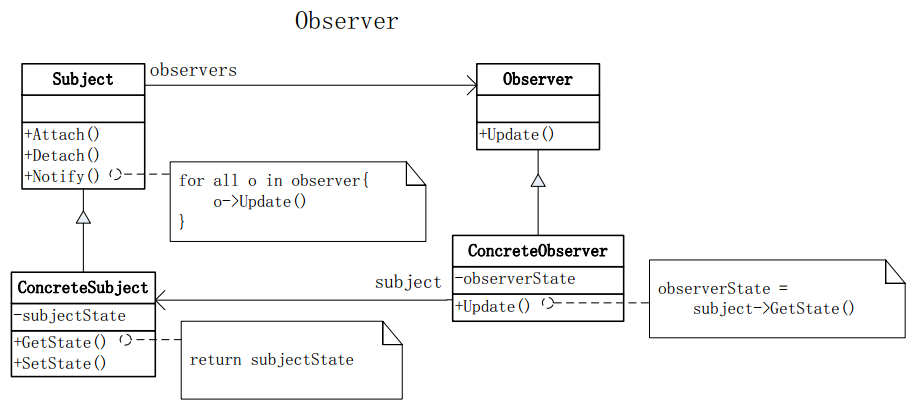 Observer
Subject
+Attach()
+Detach()
+Notify()
observers
Observer
+Update()
for all o in observer{
o->Update()
}
ConcreteSubject
-subjectState
+GetState()
+SetState()
subject
ConcreteObserver
-observerState
+Update()
observerState =
subject->GetState()
return subjectState